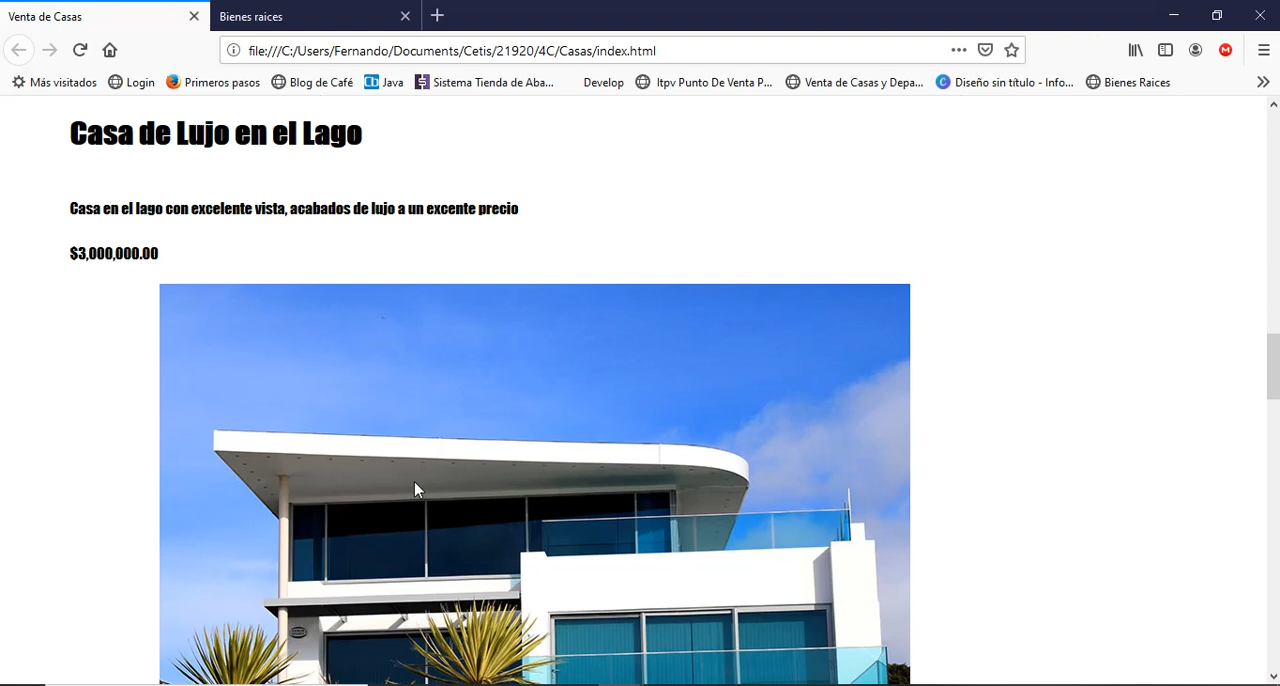 Venta de Casas
Bienes raices
file:///C:/Users/Fernando/Documents/Cetis/21920/4C/Casas/index.html
Más visitados Login Primeros pasos Blog de Café Java Sistema Tienda de Aba... Develop Itpv Punto De Venta P... Venta de Casas y Depa... Diseño sin título - Info... Bienes Raices
Casa de Lujo en el Lago
Casa en el lago con excelente vista, acabados de lujo a un excente precio
$3,000,000.00